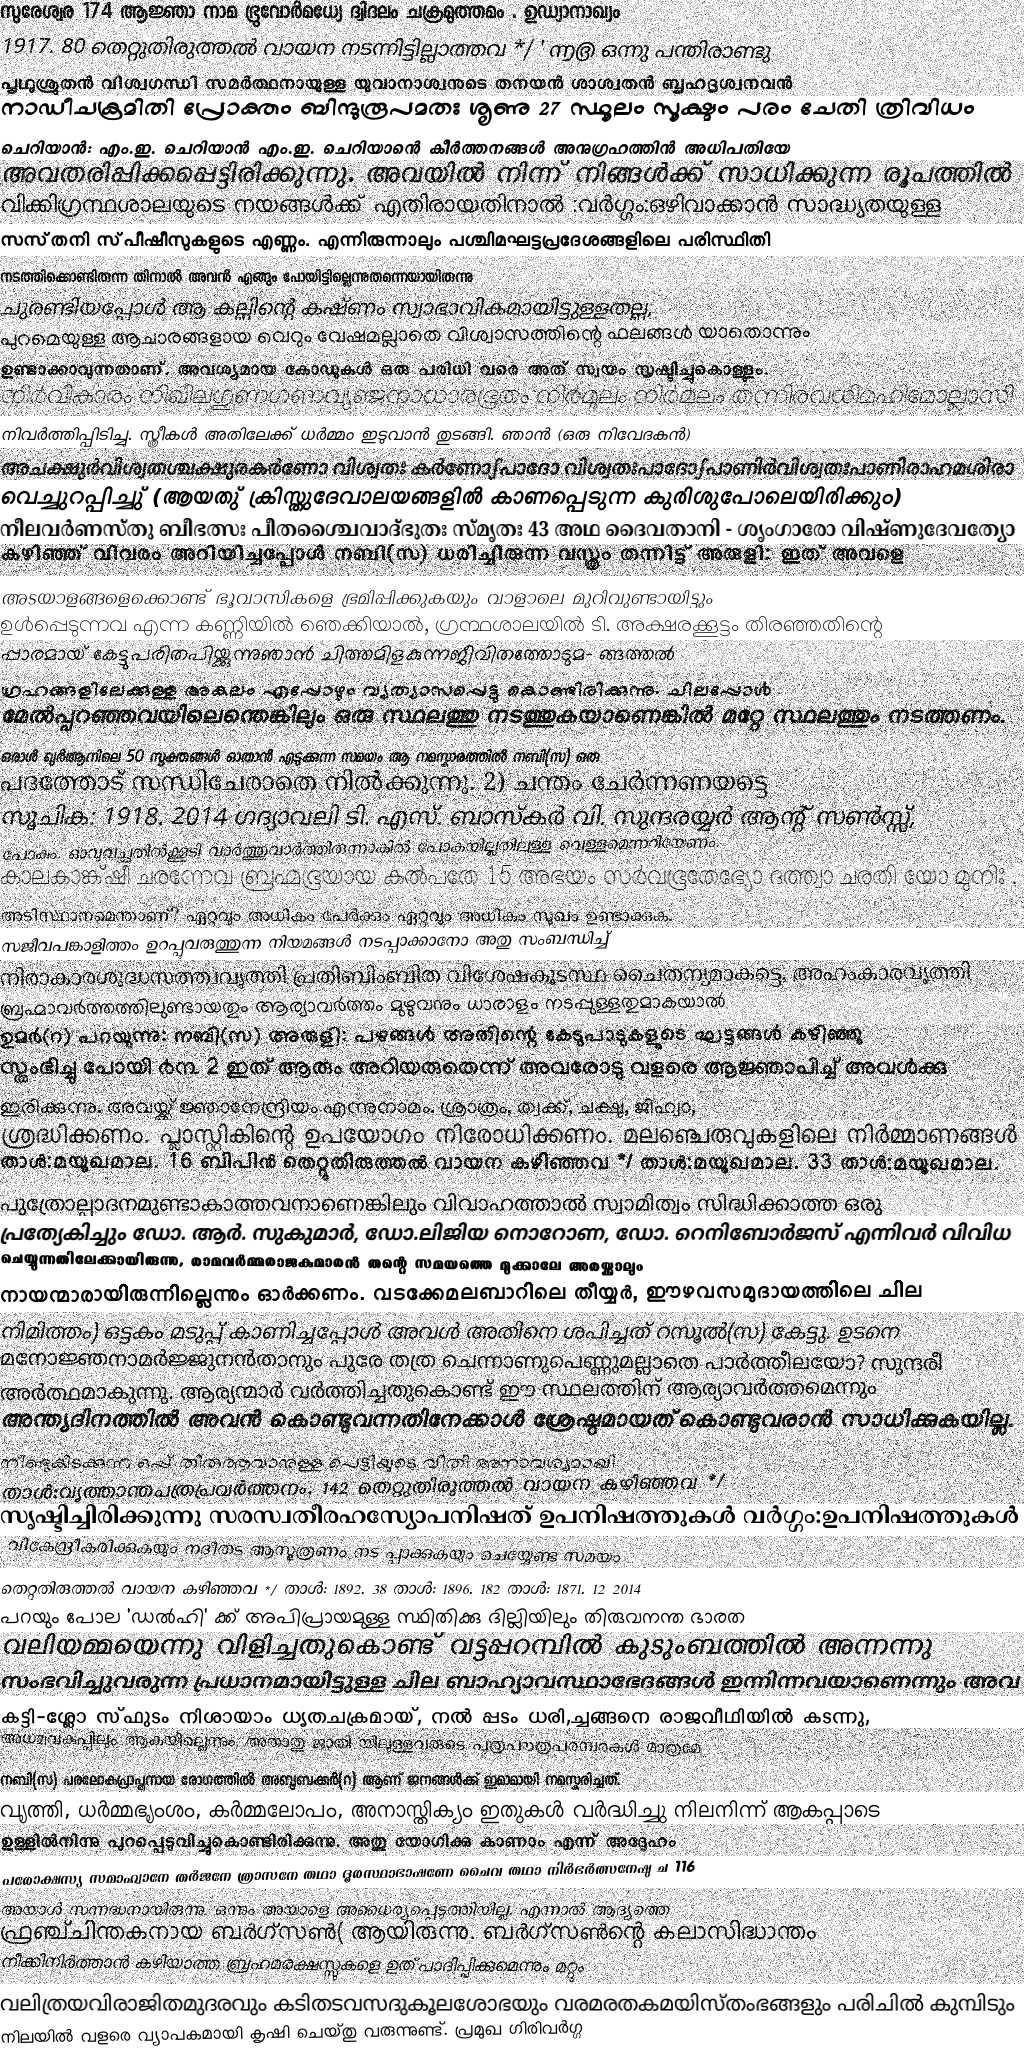 സുരേശ്വര 174 ആജ്ഞാ നാമ ഭ്രുവോർമധ്യേ ദ്വിദലം ചക്രമുത്തമം . ഉഡ്യാനാഖ്യം
1917. 80 തെറ്റുതിരുത്തൽ വായന നടന്നിട്ടില്ലാത്തവ */ ' ന്നു ഒന്നു പന്തിരാണ്ടു
പൃഥുശ്രുതൻ വിശ്വഗന്ധി സമർത്ഥനായുള്ള യുവാനാശ്വനുടെ തനയൻ ശാശ്വതൻ ബൃഹദശ്വനവൻ
നാഡീചക്രമിതി പ്രോക്തം ബിന്ദുരൂപമതഃ ശൃണു 27 സ്ഥൂലം സൂക്ഷ്മം പരം ചേതി ത്രിവിധം
ചെറിയാൻ: എം.ഇ. ചെറിയാൻ എം.ഇ. ചെറിയാന്റെ കീർത്തനങ്ങൾ അനുഗ്രഹത്തിൻ അധിപതിയേ
അവതരിപ്പിക്കപ്പെട്ടിരിക്കുന്നു. അവയിൽ നിന്ന് നിങ്ങൾക്ക് സാധിക്കുന്ന രൂപത്തിൽ
വിക്കിഗ്രന്ഥശാലയുടെ നയങ്ങൾക്ക് എതിരായതിനാൽ :വർഗ്ഗം:ഒഴിവാക്കാൻ സാദ്ധ്യതയുള്ള
സസ്തനി സ്പീഷീസുകളുടെ എണ്ണം. എന്നിരുന്നാലും പശ്ചിമഘട്ടപ്രദേശങ്ങളിലെ പരിസ്ഥിതി
നടത്തിക്കൊണ്ടിരുന്ന തിനാൽ അവൻ എങ്ങും പോയിട്ടില്ലെന്നുതന്നെയായിരുന്നു
ചുരണ്ടിയപ്പോൾ ആ കല്ലിന്റെ കഷ്ണം സ്വാഭാവികമായിട്ടുള്ളതല്ല,
പുറമെയുള്ള ആചാരങ്ങളായ വെറും വേഷമല്ലാതെ വിശ്വാസത്തിന്റെ ഫലങ്ങൾ യാതൊന്നും
ഉണ്ടാക്കാവുന്നതാണ്. അവശ്യമായ കോഡുകൾ ഒരു പരിധി വരെ അത് സ്വയം സൃഷ്ടിച്ചുകൊള്ളും.
നിർവികാരം നിഖിലഗുണഗണവ്യഞ്ജനാധാരഭൂതം നിർമ്മലം നിർമലം തന്നിരവശിമഹിമോല്ലാസി
നിവർത്തിപ്പിടിച്ചു. സ്ത്രീകൾ അതിലേക്ക് ധർമ്മം ഇടുവാൻ തുടങ്ങി. ഞാൻ (ഒരു നിവേദകൻ)
അചക്ഷുർവിശ്വതശ്ചക്ഷുരകർണോ വിശ്വതഃ കർണോഽപാദോ വിശ്വതഃപാദോഽപാണിർവിശ്വതഃപാണിരാഹമശിരാ
വെച്ചുറപ്പിച്ചു് (ആയതു് ക്രിസ്തുദേവാലയങ്ങളിൽ കാണപ്പെടുന്ന കുരിശുപോലെയിരിക്കും)
നീലവർണസ്തു ബീഭത്സഃ പീതശ്ചൈവാദ്ഭുതഃ സ്മൃതഃ 43 അഥ ദൈവതാനി - ശൃംഗാരോ വിഷ്ണുദേവത്യോ
കഴിഞ്ഞ് വിവരം അറിയിച്ചപ്പോൾ നബി(സ) ധരിച്ചിരുന്ന വസ്ത്രം തന്നിട്ട് അരുളി: ഇത് അവളെ
അടയാളങ്ങളെക്കൊണ്ട് ഭൂവാസികളെ ഭ്രമിപ്പിക്കുകയും വാളാലെ മുറിവുണ്ടായിട്ടും
ഉൾപ്പെടുന്നവ എന്ന കണ്ണിയിൽ ഞെക്കിയാൽ, ഗ്രന്ഥശാലയിൽ ടി. അക്ഷരക്കൂട്ടം തിരഞ്ഞതിന്റെ
പ്പാരമായ് കേട്ടുപരിതപിയ്ക്കുന്നുഞാൻ ചിത്തമിളകുന്നജീവിതത്തോടുമ- ങ്ങത്തൽ
ഗ്രഹങ്ങളിലേക്കുള്ള അകലം എപ്പോഴും വ്യത്യാസപ്പെട്ടു കൊണ്ടിരിക്കുന്നു. ചിലപ്പോൾ
മേൽപ്പറഞ്ഞവയിലെന്തെങ്കിലും ഒരു സ്ഥലത്തു നടത്തുകയാണെങ്കിൽ മറ്റേ സ്ഥലത്തും നടത്തണം.
ഒരാൾ ഖുർആനിലെ 50 സൂക്തങ്ങൾ ഓതാൻ എടുക്കുന്ന സമയം ആ നമസ്കാരത്തിൽ നബി(സ) ഒരു
പദത്തോട് സന്ധിചേരാതെ നിൽക്കുന്നു. 2) ചന്തം ചേർന്നണയട്ടെ
സൂചിക: 1918. 2014 ഗദ്യാവലി ടി. എസ്. ബാസ്കർ വി. സുന്ദരയ്യർ ആന്റ് സൺസ്സ്,
പോകും. ഓവുവച്ചതിൽക്കൂടി വാർത്തുവാർത്തിരുന്നാകിൽ പോകയില്ലതിലുള്ള വെള്ളമെന്നറിയേണം
കാലകാങ്ക്ഷീ ചരന്നേവ ബ്രഹ്മഭൂയായ കൽപതേ 15 അഭയം സർവഭൂതേഭ്യോ ദത്ത്വാ ചരതി യോ മുനിഃ .
അടിസ്ഥാനമെന്താണ്? ഏറ്റവും അധികം പേർക്കും ഏറ്റവും അധികം സുഖം ഉണ്ടാക്കുക.
സജീവപങ്കാളിത്തം ഉറപ്പുവരുത്തുന്ന നിയമങ്ങൾ നടപ്പാക്കാനോ അതു സംബന്ധിച്ച്
നിരാകാരശുദ്ധസത്ത്വവൃത്തി പ്രതിബിംബിത വിശേഷകൂടസ്ഥ ചൈതന്യമാകട്ടെ, അഹംകാരവൃത്തി
ബ്രഹ്മാവർത്തത്തിലുണ്ടായതും ആര്യാവർത്തം മുഴുവനും ധാരാളം നടപ്പുള്ളതുമാകയാൽ
ഉമർ(റ) പറയുന്നു: നബി(സ) അരുളി: പഴങ്ങൾ അതിന്റെ കേടുപാടുകളുടെ ഘട്ടങ്ങൾ കഴിഞ്ഞൂ
സ്തംഭിച്ചു പോയി ൪൩ 2 ഇത് ആരും അറിയരുതെന്ന് അവരോടു വളരെ ആജ്ഞാപിച്ച് അവൾക്കു
ഇരിക്കുന്നു. അവയ്ക്ക് ജ്ഞാനേന്ദ്രിയം എന്നുനാമം. ശ്രാത്രം, ത്വക്ക്, ചക്ഷു, ജിഹ്വാ,
ശ്രദ്ധിക്കണം. പ്ലാസ്റ്റികിന്റെ ഉപയോഗം നിരോധിക്കണം. മലഞ്ചെരുവുകളിലെ നിർമ്മാണങ്ങൾ
താൾ:മയൂഖമാല. 16 ബിപിൻ തെറ്റുതിരുത്തൽ വായന കഴിഞ്ഞവ */ താൾ:മയൂഖമാല. 33 താൾ:മയൂഖമാല.
പുത്രോല്പാദനമുണ്ടാകാത്തവനാണെങ്കിലും വിവാഹത്താൽ സ്വാമിത്വം സിദ്ധിക്കാത്ത ഒരു
പ്രത്യേകിച്ചും ഡോ. ആർ. സുകുമാർ, ഡോ.ലിജിയ നൊറോണ, ഡോ. റെനിബോർജസ് എന്നിവർ വിവിധ
ചെയ്യുന്നതിലേക്കായിരുന്നു, രാമവർമ്മരാജകുമാരൻ തന്റെ സമയത്തെ മുക്കാലേ അരയ്ക്കാലും
നായന്മാരായിരുന്നില്ലെന്നും ഓർക്കണം. വടക്കേമലബാറിലെ തീയ്യർ, ഈഴവസമുദായത്തിലെ ചില
നിമിത്തം) ഒട്ടകം മടുപ്പ് കാണിച്ചപ്പോൾ അവൾ അതിനെ ശപിച്ചത് റസൂൽ(സ) കേട്ടു. ഉടനെ
മനോജ്ഞനാമർജ്ജുനൻതാനും പുരേ തത്ര ചെന്നാണുപെണ്ണുമല്ലാതെ പാർത്തീലയോ? സുന്ദരീ
അർത്ഥമാകുന്നു. ആര്യന്മാർ വർത്തിച്ചതുകൊണ്ട് ഈ സ്ഥലത്തിന് ആര്യാവർത്തമെന്നും
അന്ത്യദിനത്തിൽ അവൻ കൊണ്ടുവന്നതിനേക്കാൾ ശ്രേഷ്ഠമായത് കൊണ്ടുവരാൻ സാധിക്കുകയില്ല.
നീണ്ടുകിടക്കുന്ന ഒപ്പ് തിരുആവാനുള്ള പെട്ടിയുടെ വീതി അനാവശ്യമായി
താൾ:വൃത്താന്തപത്രപ്രവർത്തനം. 142 തെറ്റുതിരുത്തൽ വായന കഴിഞ്ഞവ */
സൃഷ്ടിച്ചിരിക്കുന്നു സരസ്വതീരഹസ്യോപനിഷത് ഉപനിഷത്തുകൾ വർഗ്ഗം:ഉപനിഷത്തുകൾ
വികേന്ദ്രീകരിക്കുകയും നദീതട ആസൂത്രണം നട പ്പാക്കുകയും ചെയ്യേണ്ട സമയം
തെറ്റുതിരുത്തൽ വായന കഴിഞ്ഞവ */ താൾ: 1892. 38 താൾ: 1896. 182 താൾ: 1871. 12 2014
പറയും പോല 'ഡൽഹി' ക്ക് അപിപ്രായമുള്ള സ്ഥിതിക്കു ദില്ലിയിലും തിരുവനന്ത ഭാരത
വലിയമ്മയെന്നു വിളിച്ചതുകൊണ്ട് വട്ടപ്പറമ്പിൽ കുടുംബത്തിൽ അന്നന്നു
സംഭവിച്ചുവരുന്ന പ്രധാനമായിട്ടുള്ള ചില ബാഹ്യാവസ്ഥാഭേദങ്ങൾ ഇന്നിന്നവയാണെന്നും അവ
കട്ടി-ശ്ലോ സ്ഫുടം നിശായാം ധൃതചക്രമായ്, നൽ പ്പടം ധരി,ച്ചങ്ങനെ രാജവീഥിയിൽ കടന്നു,
അധമവകുപ്പിലും ആകയില്ലെന്നും. അതാതു ജാതി യിലുള്ളവരുടെ പുത്രപൗത്രപരമ്പരകൾ മാത്രമേ
നബി(സ) പരലോകപ്രാപ്തനായ രോഗത്തിൽ അബൂബക്കർ(റ) ആണ് ജനങ്ങൾക്ക് ഇമാമായി നമസ്കരിച്ചത്.
വ്യത്തി, ധർമ്മഭ്യംശം, കർമ്മലോപം, അനാസ്തിക്യം ഇതുകൾ വർദ്ധിച്ചു നിലനിന്ന് ആകപ്പാടെ
ഉള്ളിൽനിന്നു പുറപ്പെടുവിച്ചുകൊണ്ടിരിക്കുന്നു. അതു യോഗിക്കു കാണാം എന്ന് അദ്ദേഹം
പരോക്ഷസ്യ സമാഹ്വാനേ തർജനേ ത്രാസനേ തഥാ ദൂരസ്ഥാഭാഷണേ ചൈവ തഥാ നിർഭർത്സനേഷു ച 116
അയാൾ സന്നദ്ധനായിരുന്നു. ഒന്നും അയാളെ അധൈര്യപ്പെടുത്തിയില്ല. എന്നാൽ ആദ്യത്തെ
ഫ്രഞ്ച്ചിന്തകനായ ബർഗ്സൺ( ആയിരുന്നു. ബർഗ്സൺന്റെ കലാസിദ്ധാന്തം
നീക്കിനിർത്താൻ കഴിയാത്ത ബ്രഹ്മരക്ഷസ്സുകളെ ഉത്പാദിപ്പിക്കുമെന്നും മറ്റും
വലിത്രയവിരാജിതമുദരവും കടിതടവസദുകൂലശോഭയും വരമരതകമയിസ്തംഭങ്ങളും പരിചിൽ കുമ്പിടും
നിലയിൽ വളരെ വ്യാപകമായി കൃഷി ചെയ്തു വരുന്നുണ്ട്. പ്രമുഖ ഗിരിവർഗ്ഗ